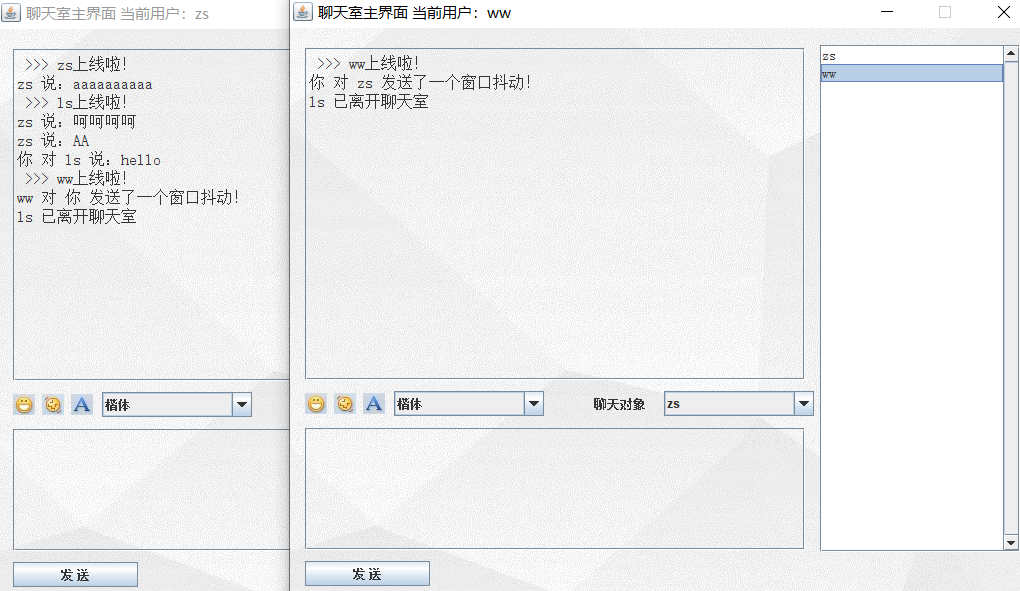 聊天室主界面 当前用户：zs
>>> zs上线啦！
zs 说：aaaaaaaaaa
>>> ls上线啦！
zs 说：呵呵呵呵
zs 说：AA
你 对 ls 说：hello
>>> ww上线啦！
ww 对 你 发送了一个窗口抖动！
ls 已离开聊天室
A
楷体
发送
聊天室主界面 当前用户：ww
>>> ww上线啦！
你 对 zs 发送了一个窗口抖动！
ls 已离开聊天室
A
楷体
聊天对象
zs
发送
zs
ww